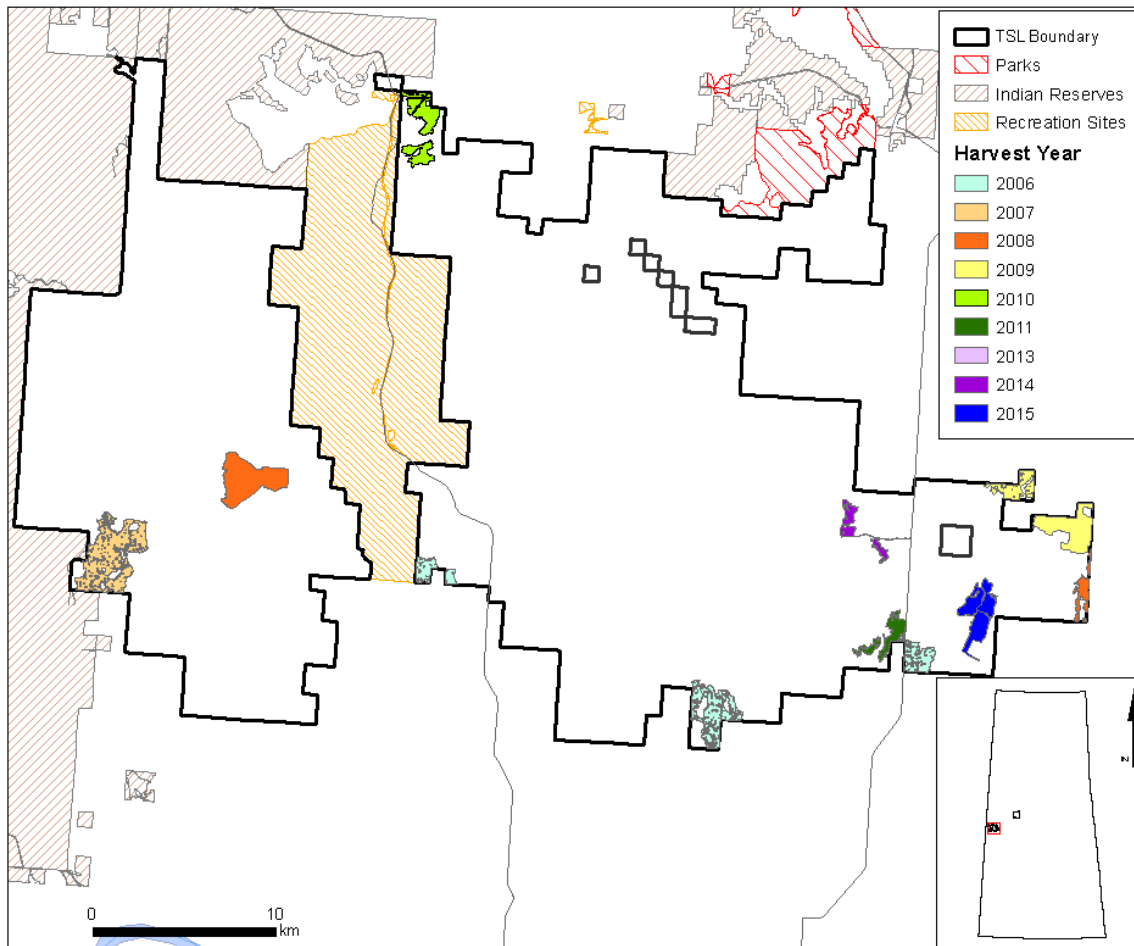 TSL Boundary
Parks
Indian Reserves
Recreation Sites
Harvest Year
2006
2007
2008
2009
2010
2011
2013
2014
2015
N
0 10
km